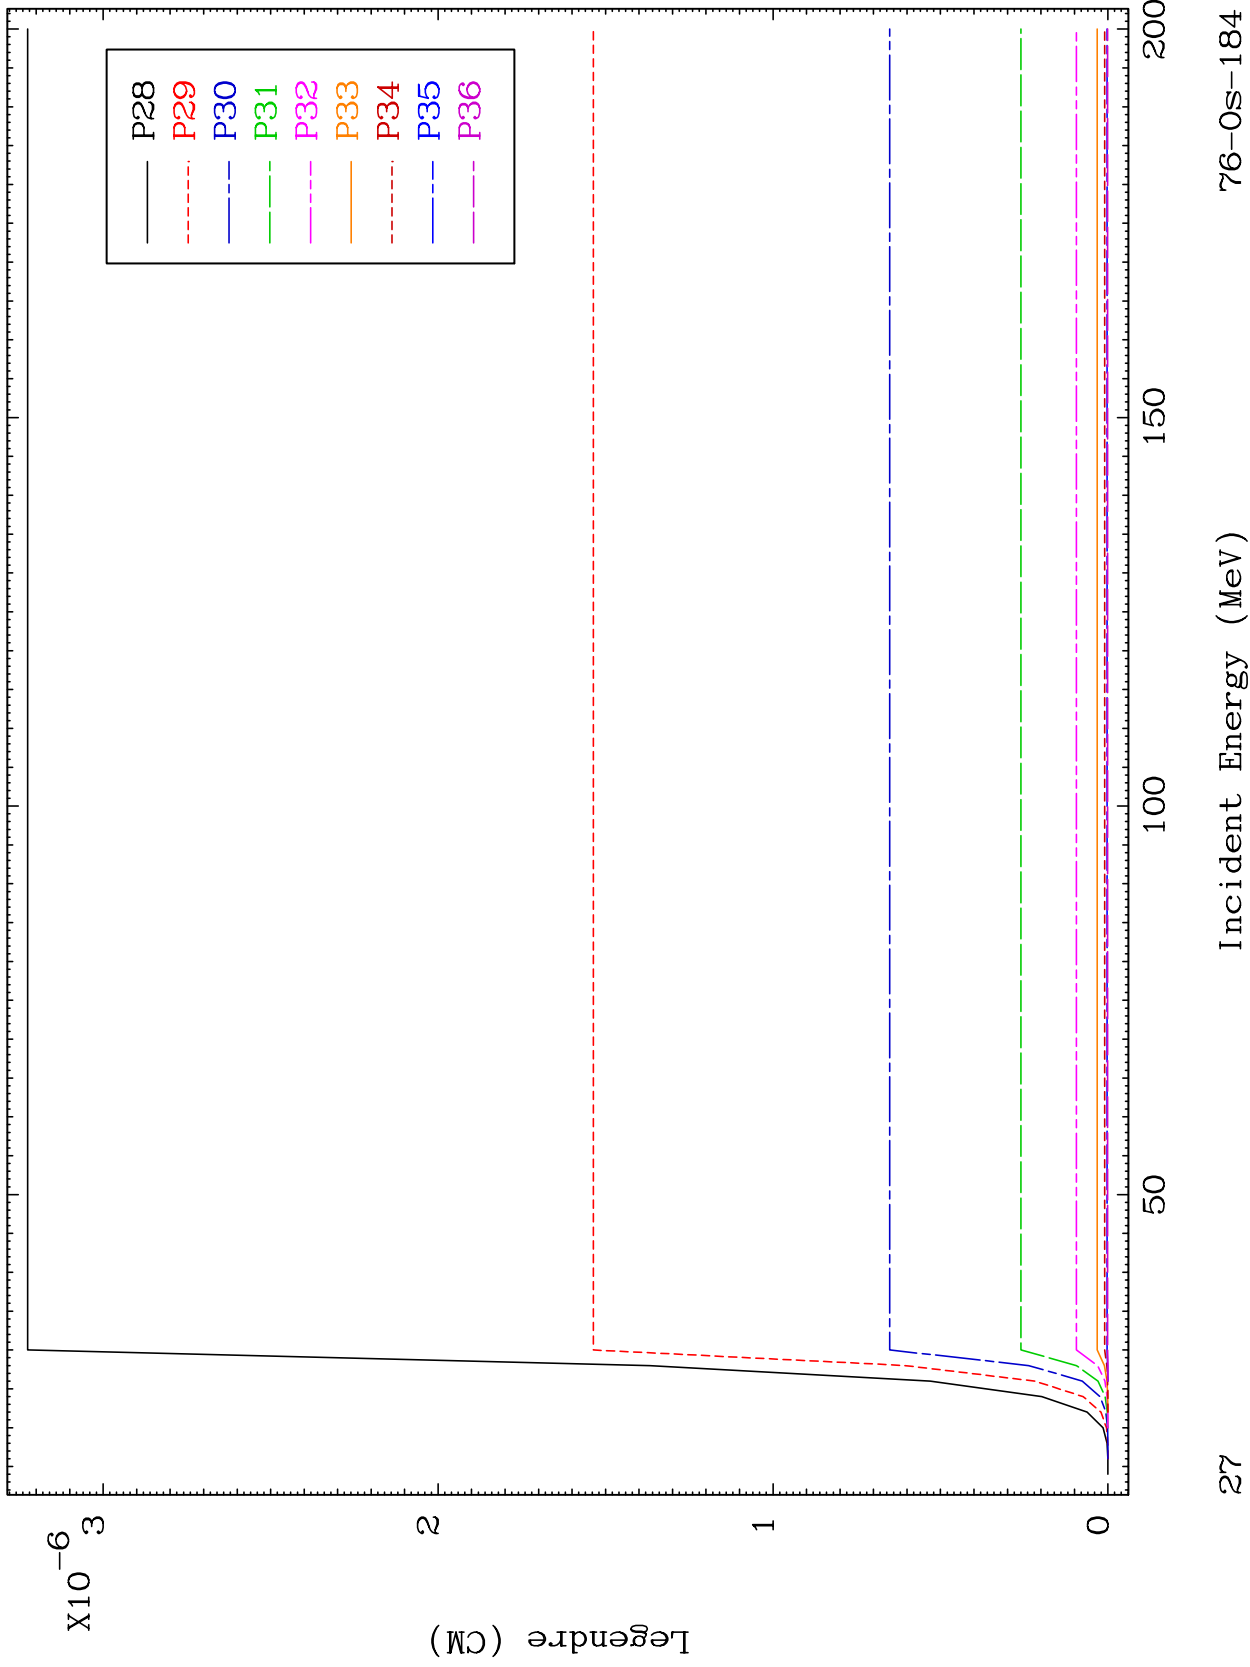 X10-6
3
2
1
0
Legendre (CM)
P28
P29
P30
P31
P32
P33
P34
P35
P36
50
100
150
200
27
Incident Energy (MeV)
76-Os-184